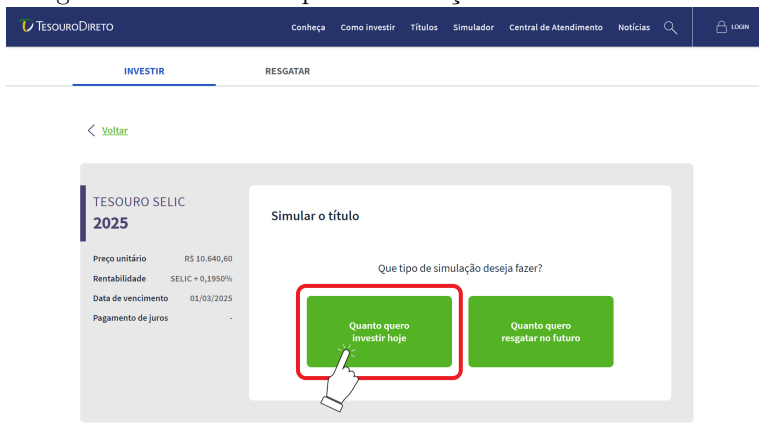 TESOURODIRETO
Conheça Como investir Títulos Simulador Central de Atendimento Notícias LOGIN
INVESTIR RESGATAR
Voltar
TESOURO SELIC
2025
Preço unitário R$ 10.640,60
Rentabilidade SELIC + 0,1950%
Data de vencimento 01/03/2025
Pagamento de juros -
Simular o título
Que tipo de simulação deseja fazer?
Quanto quero
investir hoje
Quanto quero
resgatar no futuro